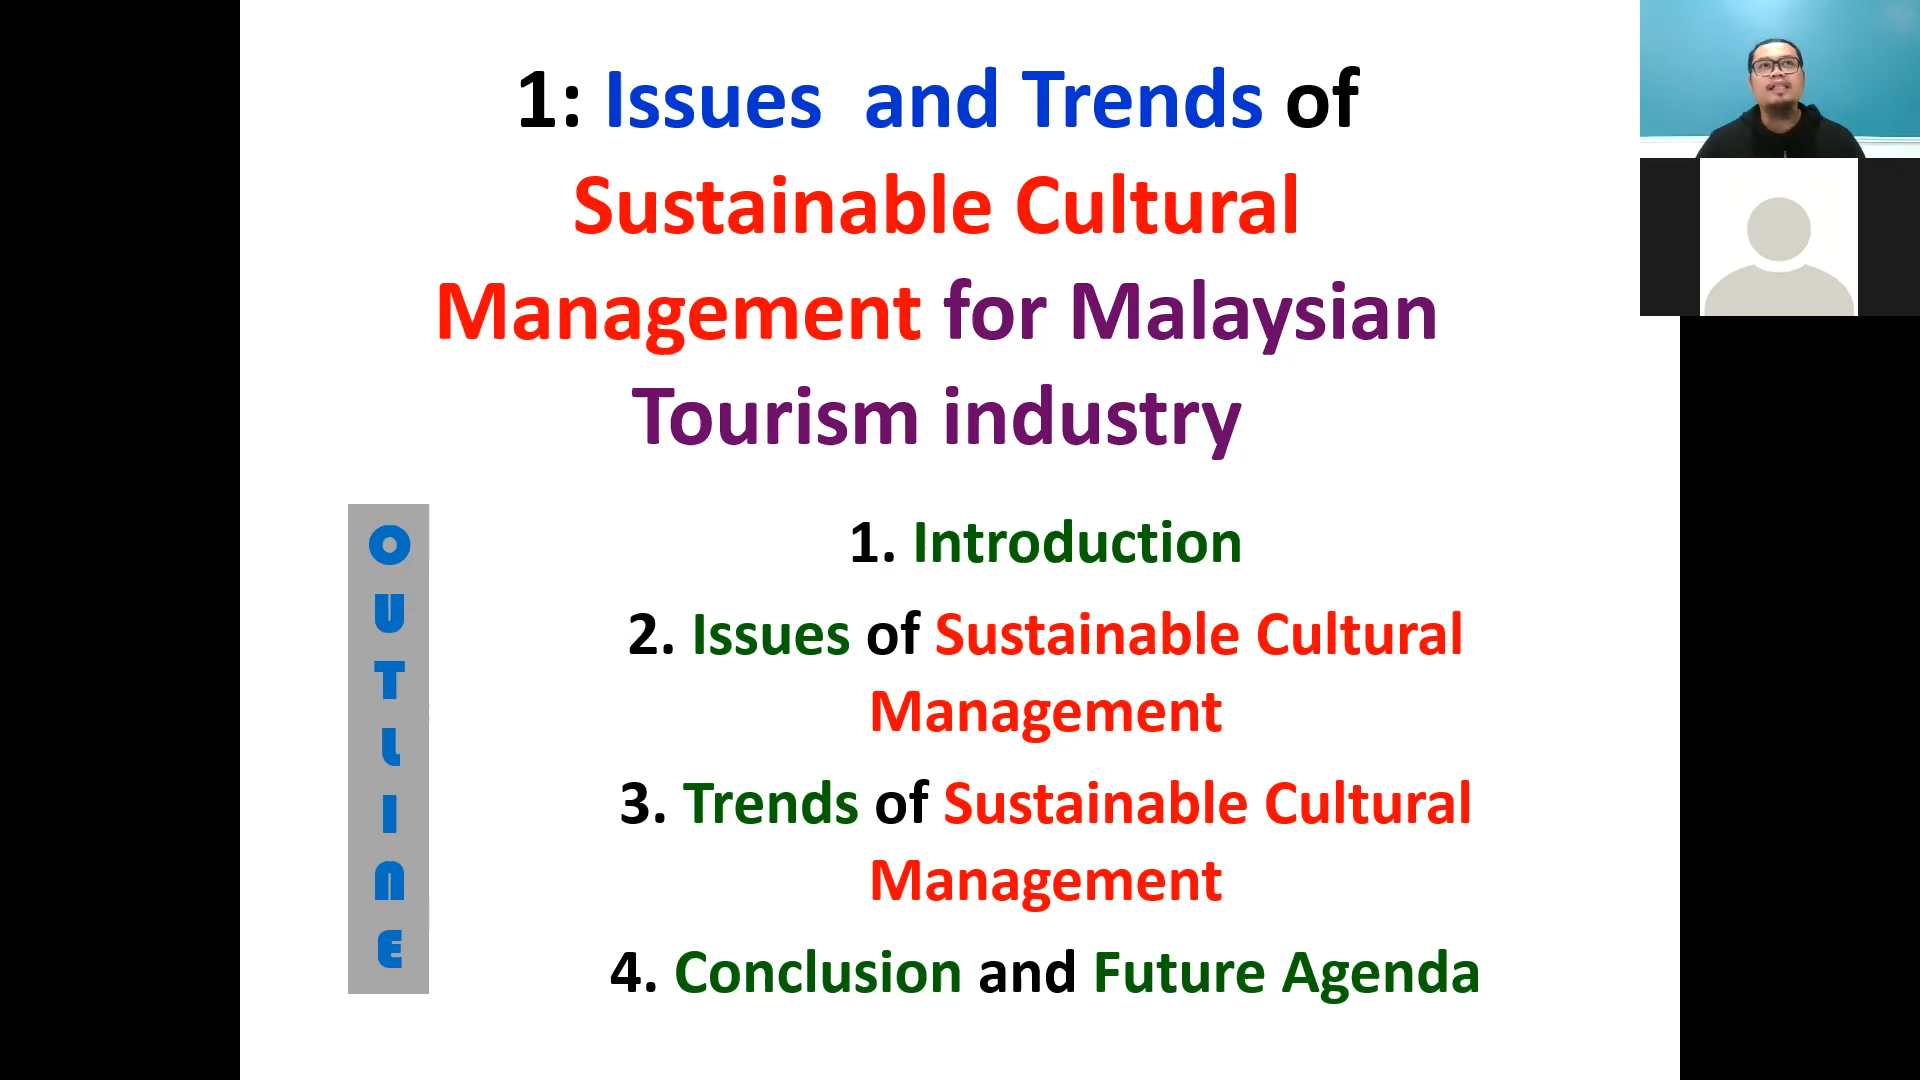 1: Issues  and Trends of
Sustainable Cultural
Management for Malaysian
Tourism industry
OUTLINE
1. Introduction
2. Issues of Sustainable Cultural
Management
3. Trends of Sustainable Cultural
Management
4. Conclusion and Future Agenda